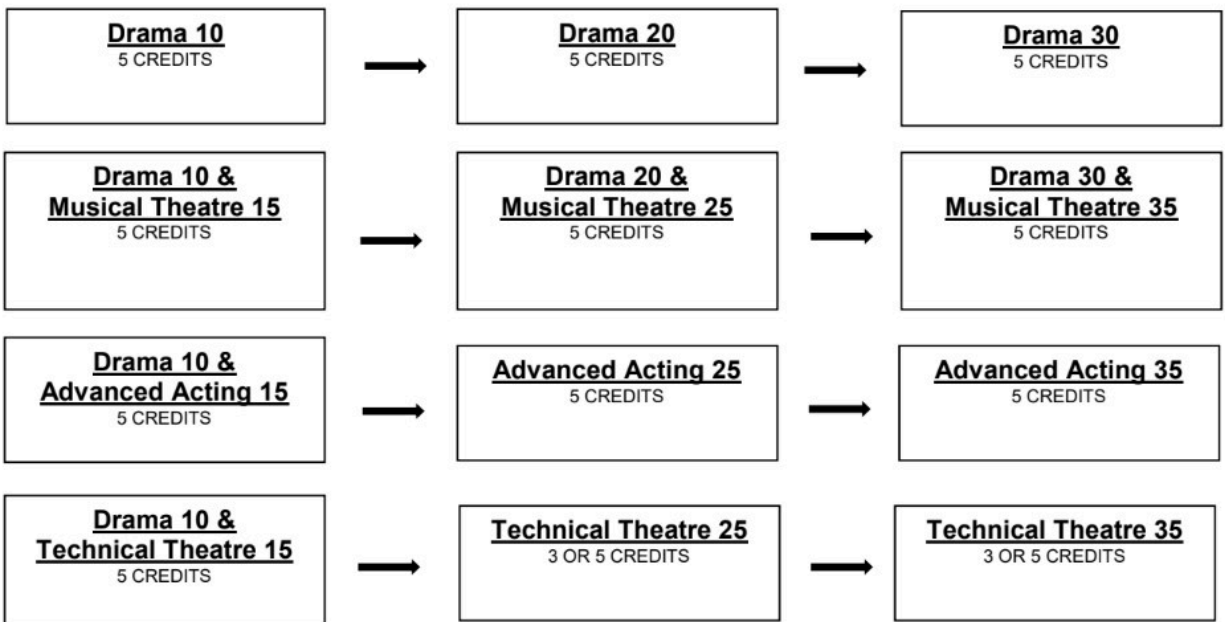 Drama 10
5 CREDITS
Drama 20
5 CREDITS
Drama 30
5 CREDITS
Drama 10 &
Musical Theatre 15
5 CREDITS
Drama 20 &
Musical Theatre 25
5 CREDITS
Drama 30 &
Musical Theatre 35
5 CREDITS
Drama 10 &
Advanced Acting 15
5 CREDITS
Advanced Acting 25
5 CREDITS
Advanced Acting 35
5 CREDITS
Drama 10 &
Technical Theatre 15
5 CREDITS
Technical Theatre 25
3 OR 5 CREDITS
Technical Theatre 35
3 OR 5 CREDITS